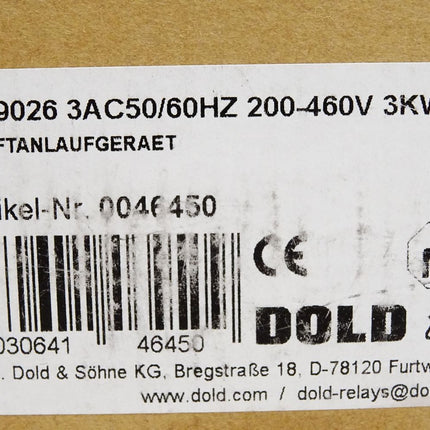 9026 3AC50/60HZ 200-460V 3KW
FTANLAUFGERAET
ikel-Nr. 0046450
CE
030641 46450
DOLD &
. Dold & Söhne KG, Bregstraße 18, D-78120 Furtw
www.dold.com / dold-relays@do